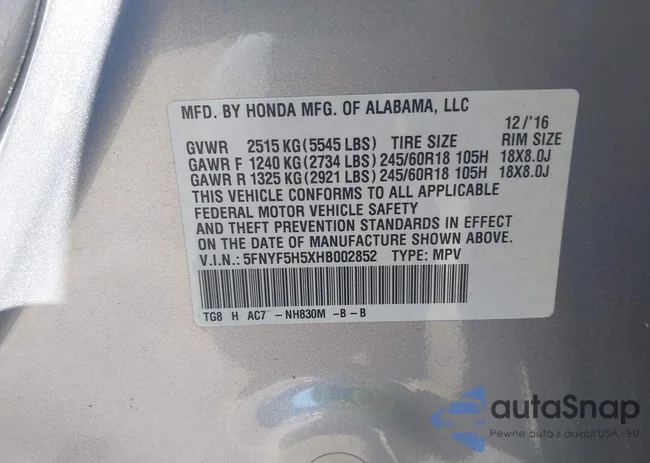 MFD. BY HONDA MFG. OF ALABAMA, LLC
12/'16
GVWR 2515 KG(5545 LBS) TIRE SIZE RIM SIZE
GAWR F 1240 KG(2734 LBS)245/60R18 105H 18X8.0J
GAWR R 1325 KG(2921 LBS)245/60R18 105H 18X8.0J
THIS VEHICLE CONFORMS TO ALL APPLICABLE
FEDERAL MOTOR VEHICLE SAFETY
AND THEFT PREVENTION STANDARDS IN EFFECT
ON THE DATE OF MANUFACTURE SHOWN ABOVE.
V.I.N.: 5FNYF5H5XHB002852 TYPE: MPV
TG8 H AC7 -NH830M -B-B
autaSnap
Pewne auta z aukcji USA i EU